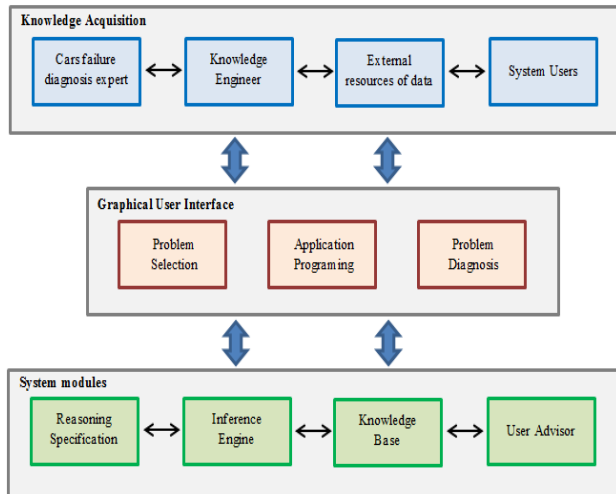 Knowledge Acquisition
Cars failure
diagnosis expert
Knowledge
Engineer
External
resources of data
System Users
Graphical User Interface
Problem
Selection
Application
Programing
Problem
Diagnosis
System modules
Reasoning
Specification
Inference
Engine
Knowledge
Base
User Advisor